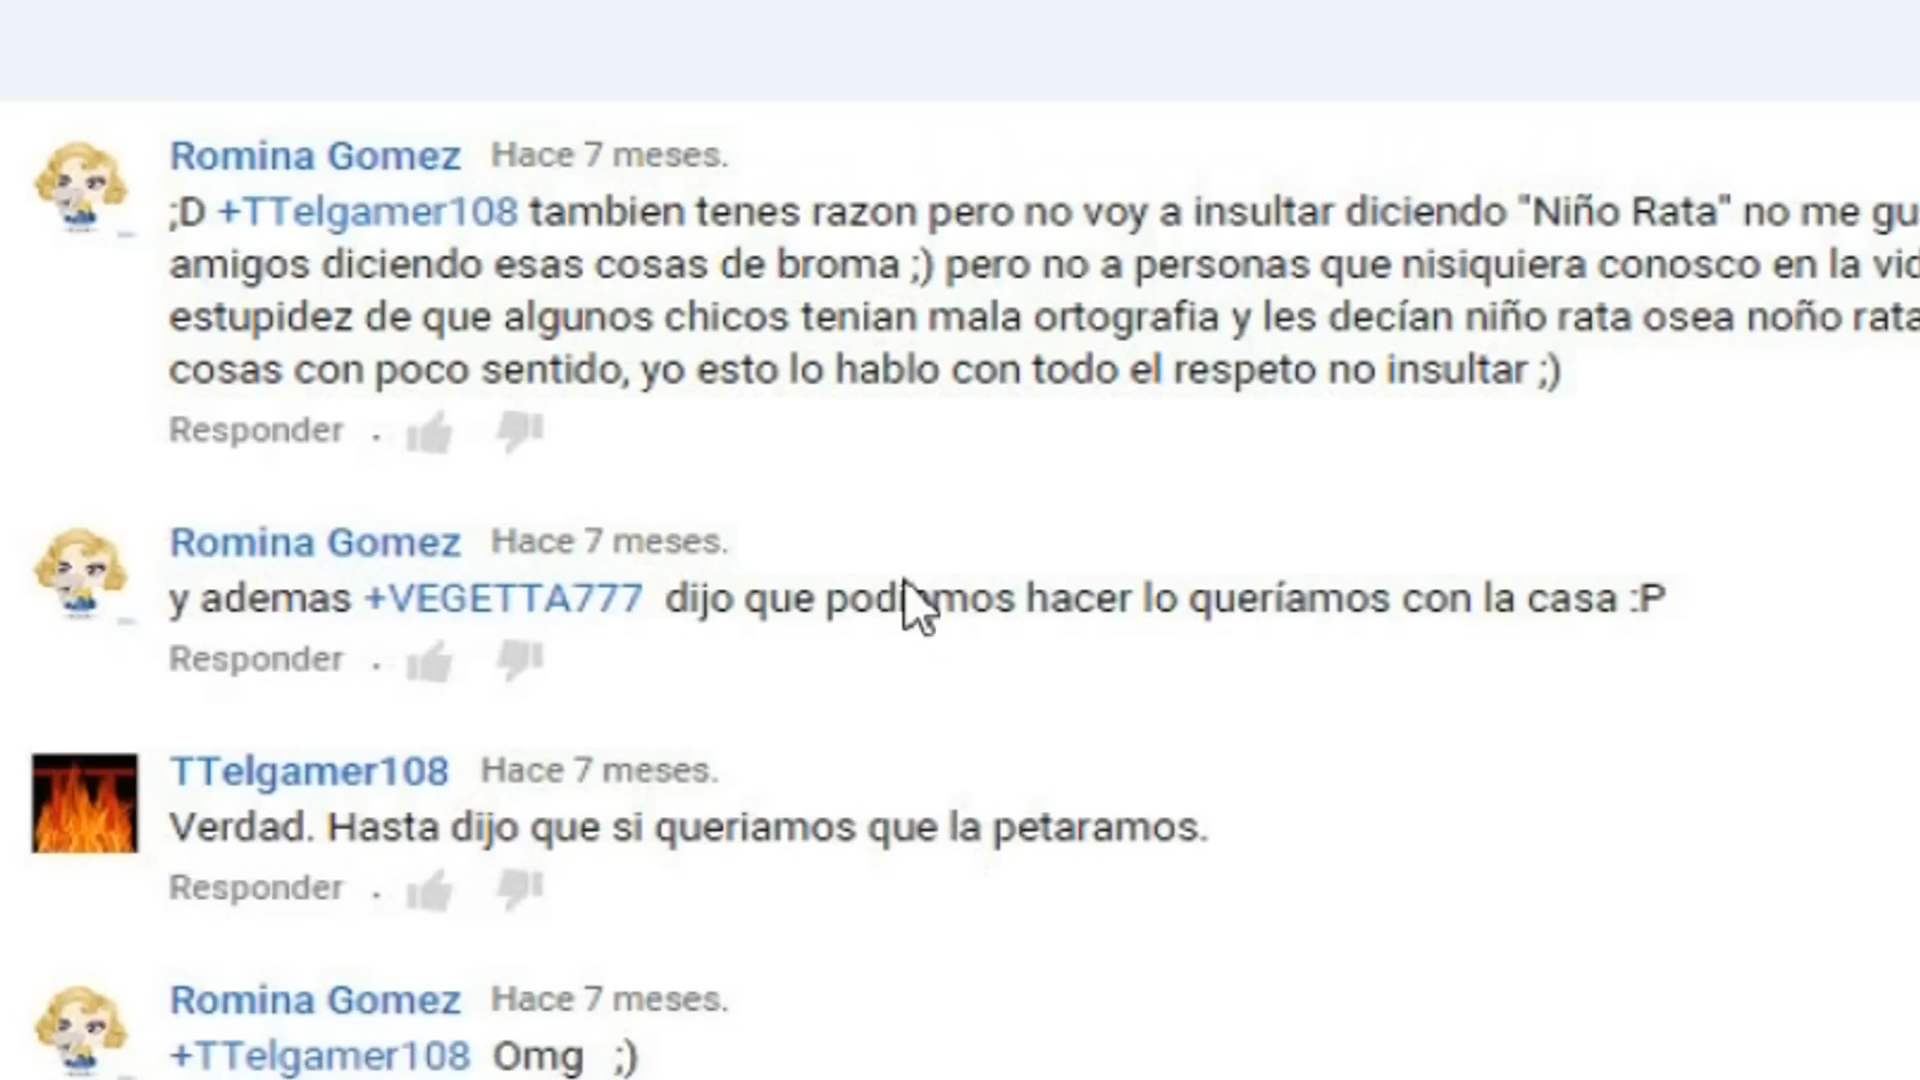 Romina Gomez Hace 7 meses.
;D +TTelgamer108 tambien tenes razon pero no voy a insultar diciendo "Niño Rata" no me
amigos diciendo esas cosas de broma ;) pero no a personas que nisiquiera conosco en la
estupidez de que algunos chicos tenian mala ortografia y les decían niño rata osea noño rata
cosas con poco sentido, yo esto lo hablo con todo el respeto no insultar ;)
Responder .
Romina Gomez Hace 7 meses.
y ademas +VEGETTA777 dijo que hacer lo queríamos con la casa :P
Responder .
TTelgamer108 Hace 7 meses.
Verdad. Hasta dijo que si queriamos que la petaramos.
Responder .
Romina Gomez Hace 7 meses.
+TTelgamer108 Omg ;)